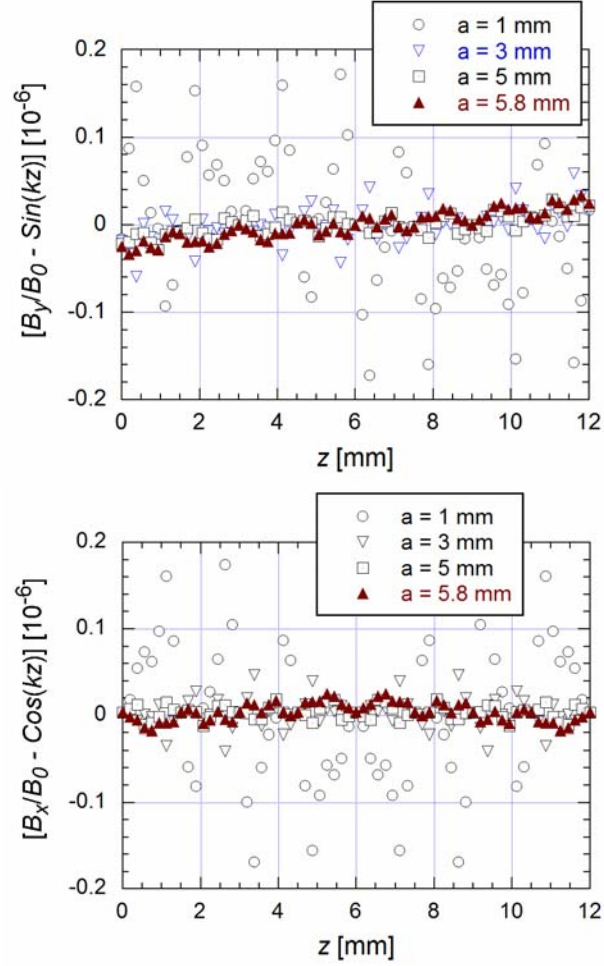 a = 1 mm
a = 3 mm
a = 5 mm
a = 5.8 mm
0.2
0.1
0
-0.1
-0.2
[By/B0 - Sin(kz)] [10-6]
0 2 4 6 8 10 12
z [mm]
a = 1 mm
a = 3 mm
a = 5 mm
a = 5.8 mm
0.2
0.1
0
-0.1
-0.2
[Bx/B0 - Cos(kz)] [10-6]
0 2 4 6 8 10 12
z [mm]